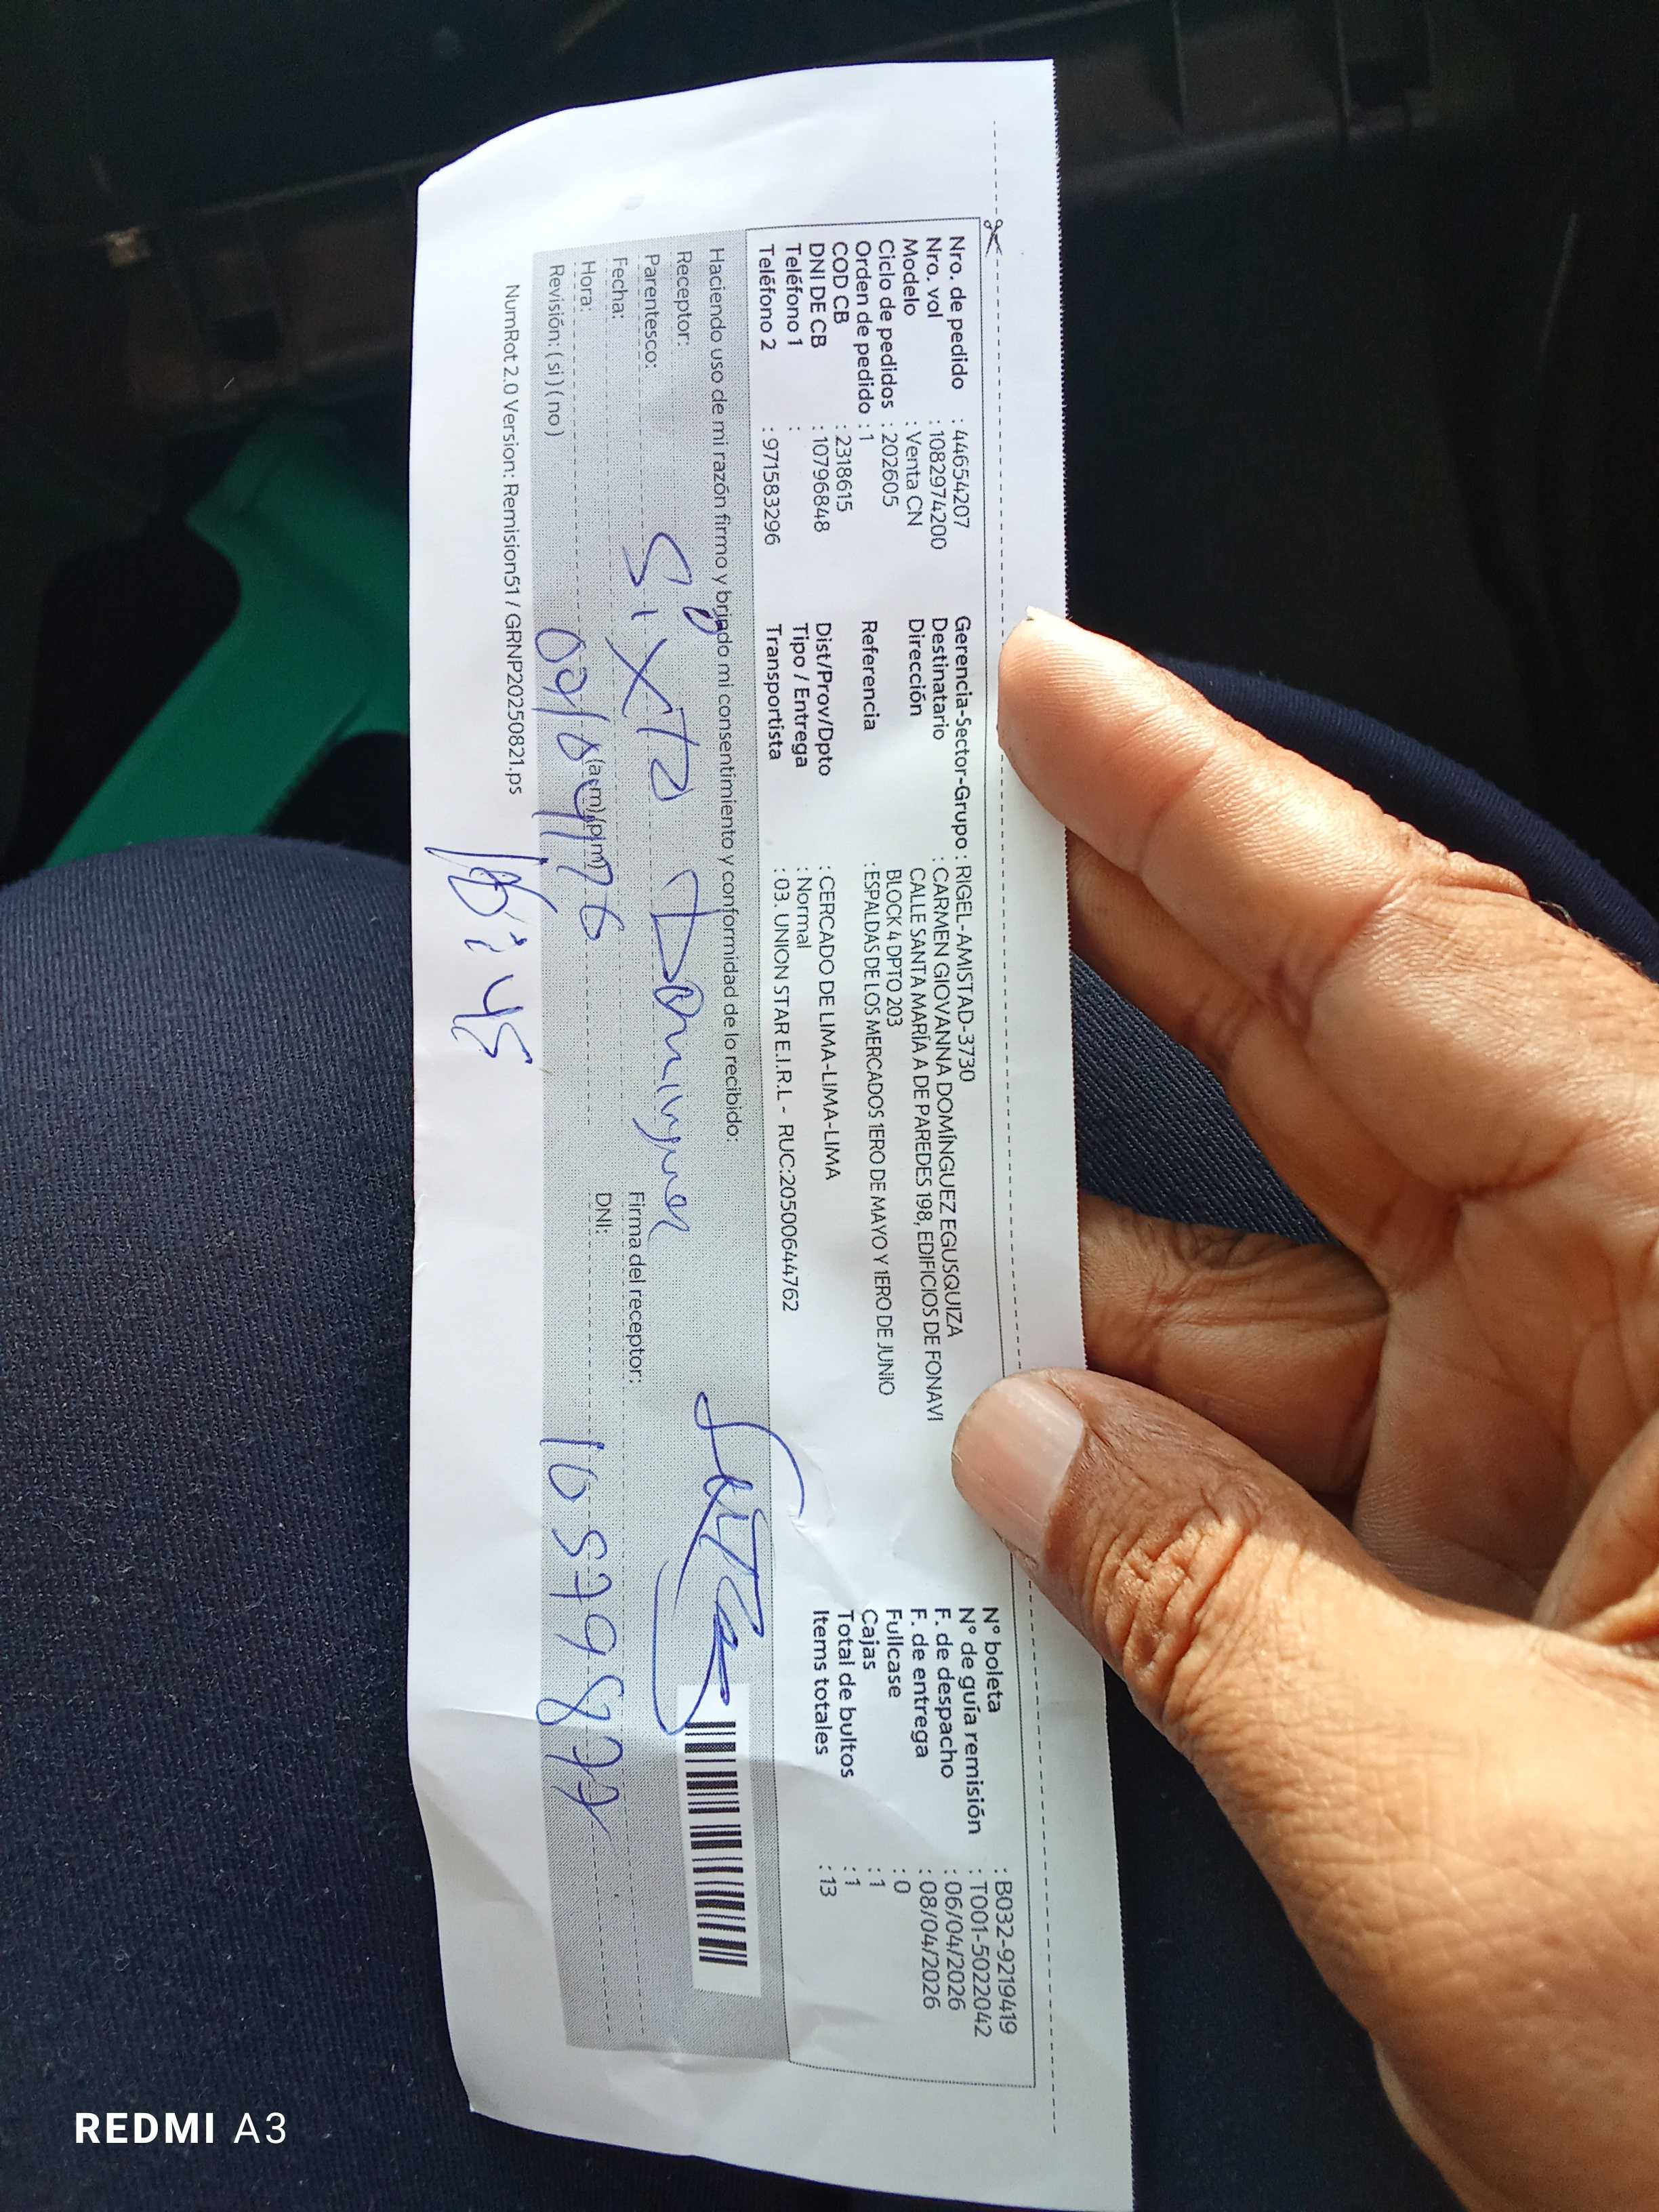 Nro. de pedido : 44654207
Nro. vol : 1082974200
Modelo : Venta CN
Ciclo de pedidos : 202605
Orden de pedido : 1
COD CB : 2318615
DNI DE CB : 10796848
Teléfono 1 :
Teléfono 2 : 971583296
Gerencia-Sector-Grupo : RIGEL-AMISTAD-3730
Destinatario : CARMEN GIOVANNA DOMÍNGUEZ EGUSQUIZA
Dirección CALLE SANTA MARÍA A DE PAREDES 198, EDIFICIOS DE FONAVI
BLOCK 4 DPTO 203
Referencia : ESPALDAS DE LOS MERCADOS 1ERO DE MAYO Y 1ERO DE JUNIO
Dist/Prov/Dpto : CERCADO DE LIMA-LIMA-LIMA
Tipo / Entrega : Normal
Transportista : 03. UNION STAR E.I.R.L - RUC:20500644762
N° boleta : B032-9219419
N° de guía remisión : T001-5022042
F. de despacho : 06/04/2026
F. de entrega : 08/04/2026
Fullcase : 0
Cajas : 1
Total de bultos : 1
Items totales : 13
Haciendo uso de mi razón firmo y brindo mi consentimiento y conformidad de lo recibido:
Receptor: Sixto Dominguez
Parentesco:
Firma del receptor:
Fecha:
DNI: 10579877
Hora: (am) (pm)
Revisión: (si) (no)
16:45
NumRot 2.0 Version: Remision51 / GRNP20250821.ps
REDMI A3